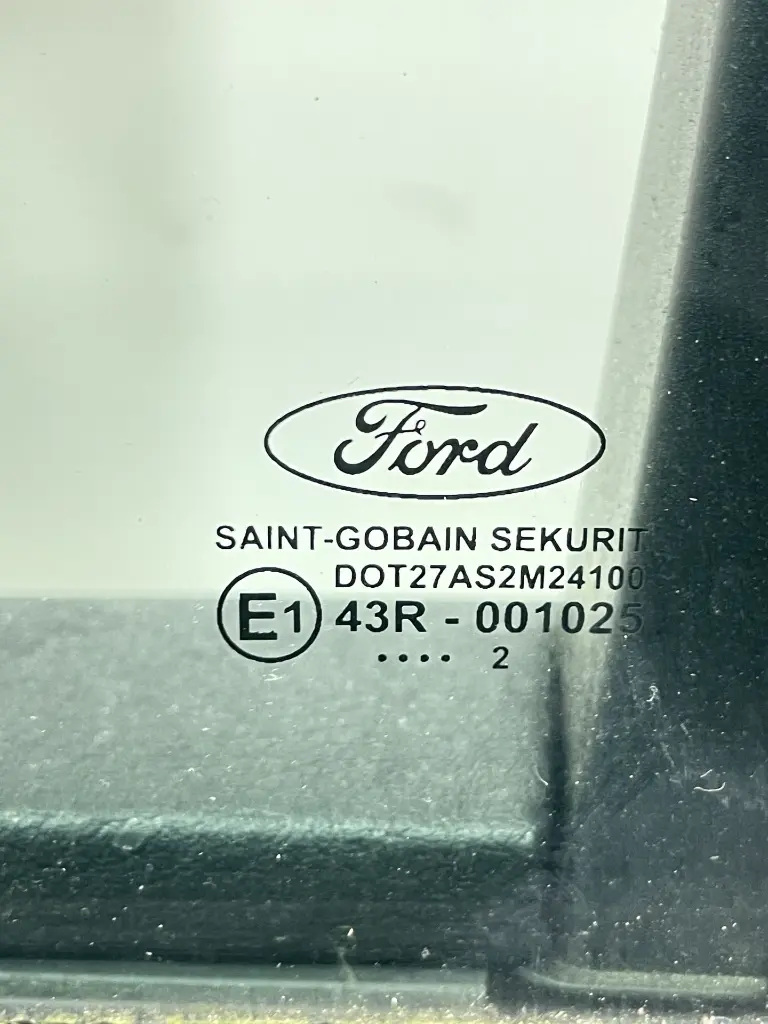 Ford
SAINT-GOBAIN SEKURIT
DOT27AS2M24100
E1 43R - 001025
.... 2